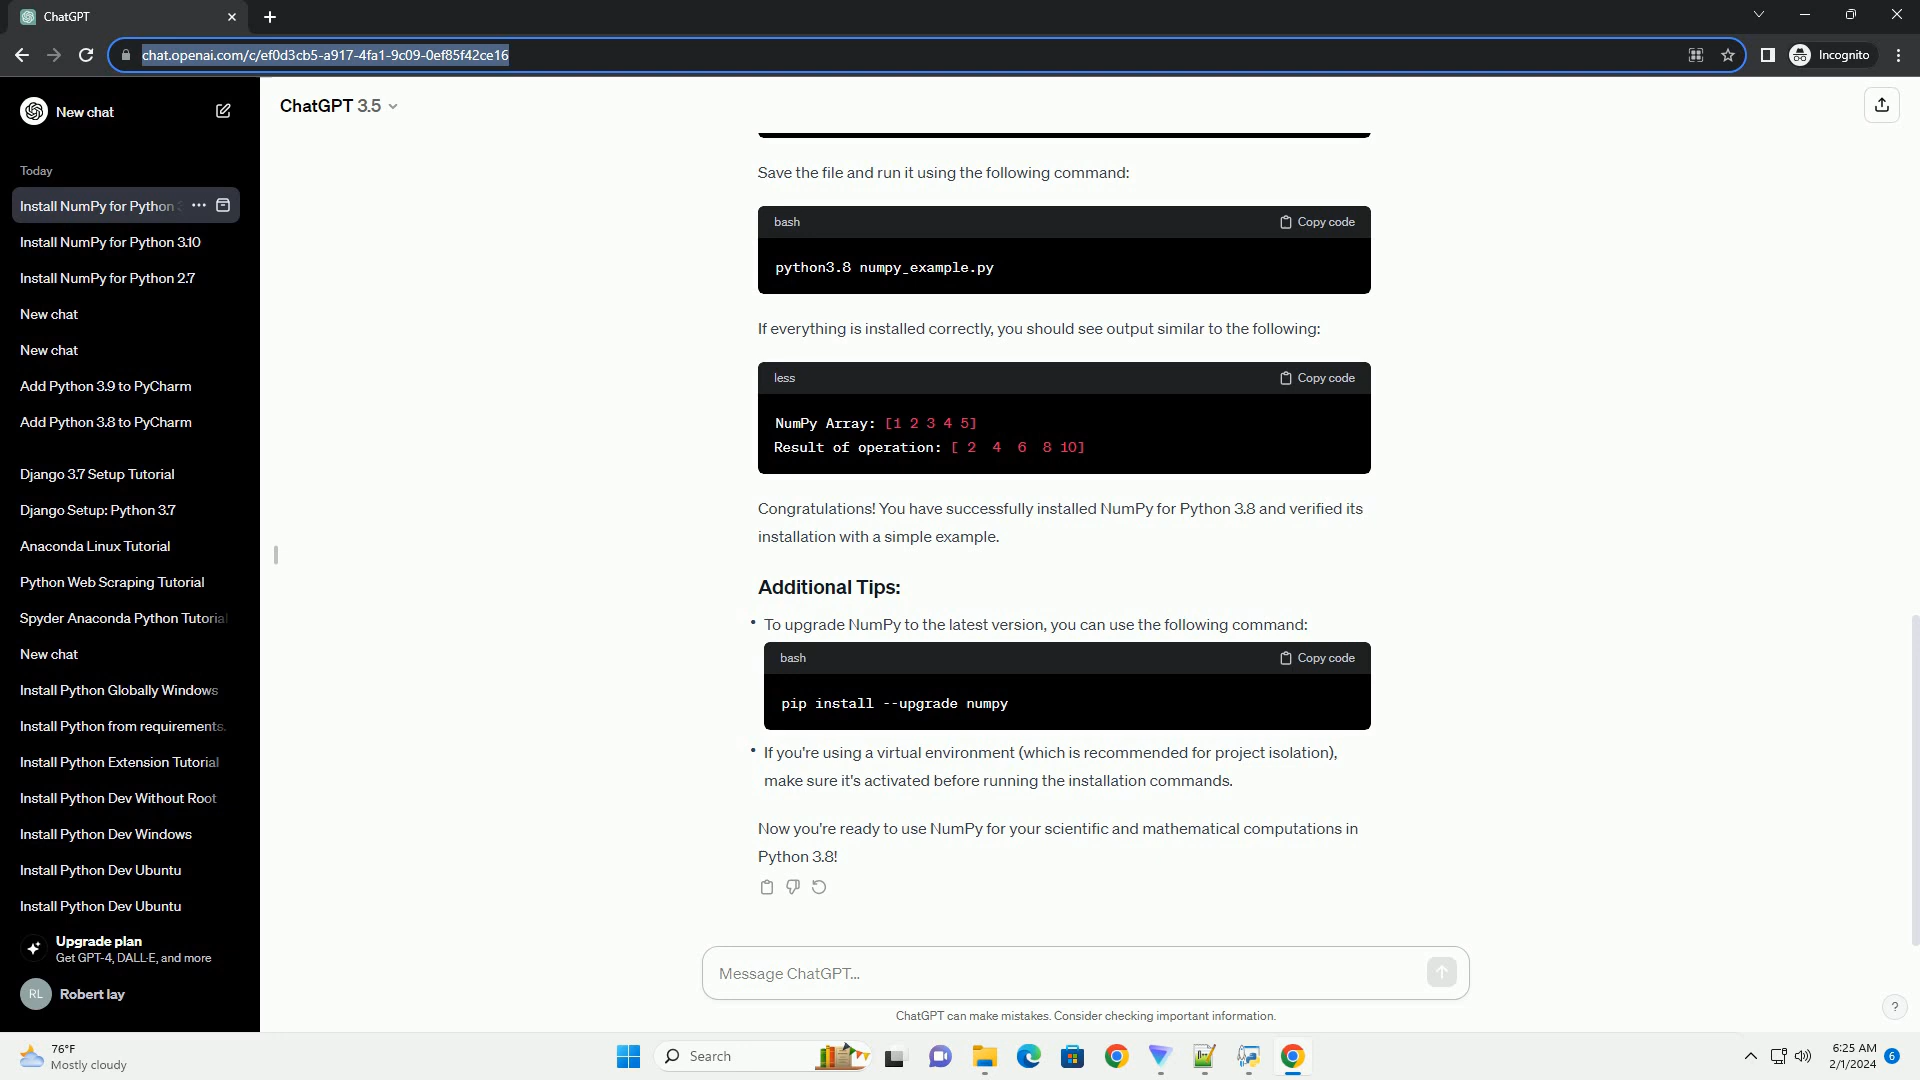 ChatGPT
chat.openai.com/c/ef0d3cb5-a917-4fa1-9c09-0ef85f42ce16
Incognito
New chat
ChatGPT 3.5
Today
Install NumPy for Python
Install NumPy for Python 3.10
Install NumPy for Python 2.7
New chat
New chat
Add Python 3.9 to PyCharm
Add Python 3.8 to PyCharm
Django 3.7 Setup Tutorial
Django Setup: Python 3.7
Anaconda Linux Tutorial
Python Web Scraping Tutorial
Spyder Anaconda Python Tutorial
New chat
Install Python Globally Windows
Install Python from requirements.
Install Python Extension Tutorial
Install Python Dev Without Root
Install Python Dev Windows
Install Python Dev Ubuntu
Install Python Dev Ubuntu
Upgrade plan
Get GPT-4, DALL·E, and more
RL
Robert lay
Save the file and run it using the following command:
bash
Copy code
python3.8 numpy_example.py
If everything is installed correctly, you should see output similar to the following:
less
Copy code
NumPy Array: [1 2 3 4 5]
Result of operation: [ 2  4  6  8 10]
Congratulations! You have successfully installed NumPy for Python 3.8 and verified its
installation with a simple example.
Additional Tips:
• To upgrade NumPy to the latest version, you can use the following command:
bash
Copy code
pip install --upgrade numpy
• If you're using a virtual environment (which is recommended for project isolation),
make sure it's activated before running the installation commands.
Now you're ready to use NumPy for your scientific and mathematical computations in
Python 3.8!
Message ChatGPT...
ChatGPT can make mistakes. Consider checking important information.
?
76°F
Mostly cloudy
Search
6:25 AM
2/1/2024
6